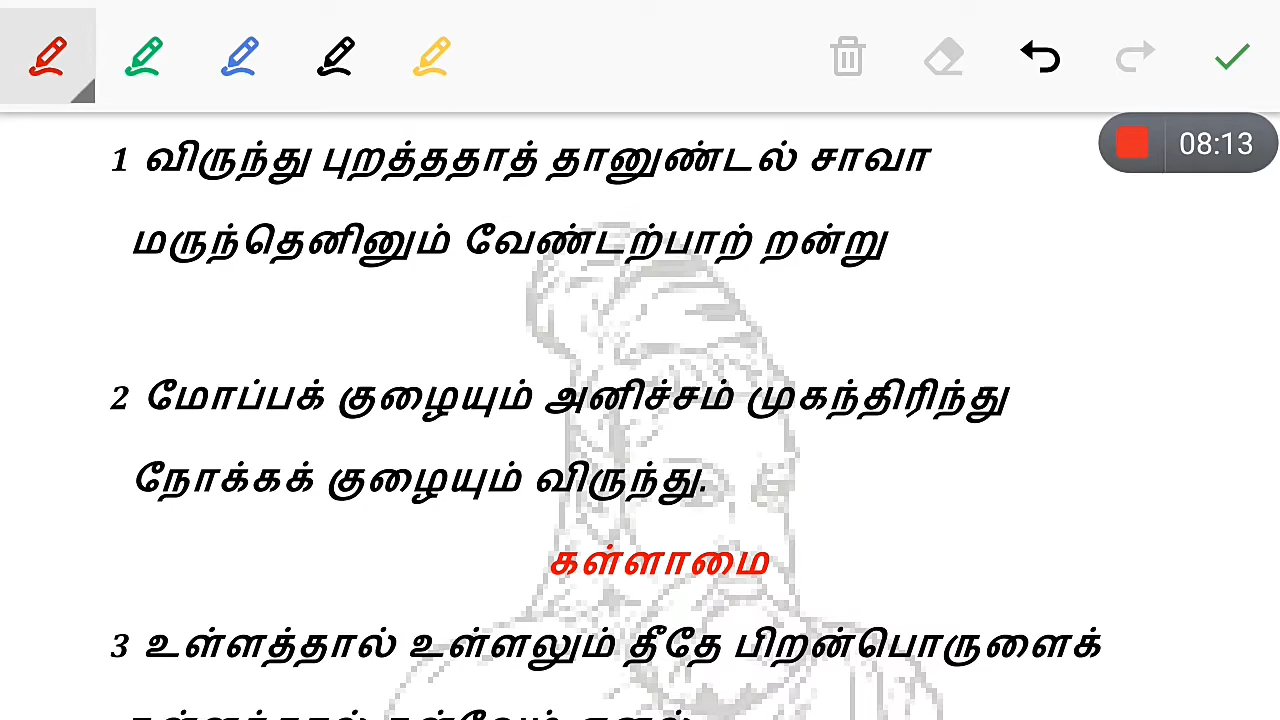 08:13
1 விருந்து புறத்ததாத் தானுண்டல் சாவா
மருந்தெனினும் வேண்டற்பாற் றன்று
2 மோப்பக் குழையும் அனிச்சம் முகந்திரிந்து
நோக்கக் குழையும் விருந்து.
கள்ளாமை
3 உள்ளத்தால் உள்ளலும் தீதே பிறன்பொருளைக்